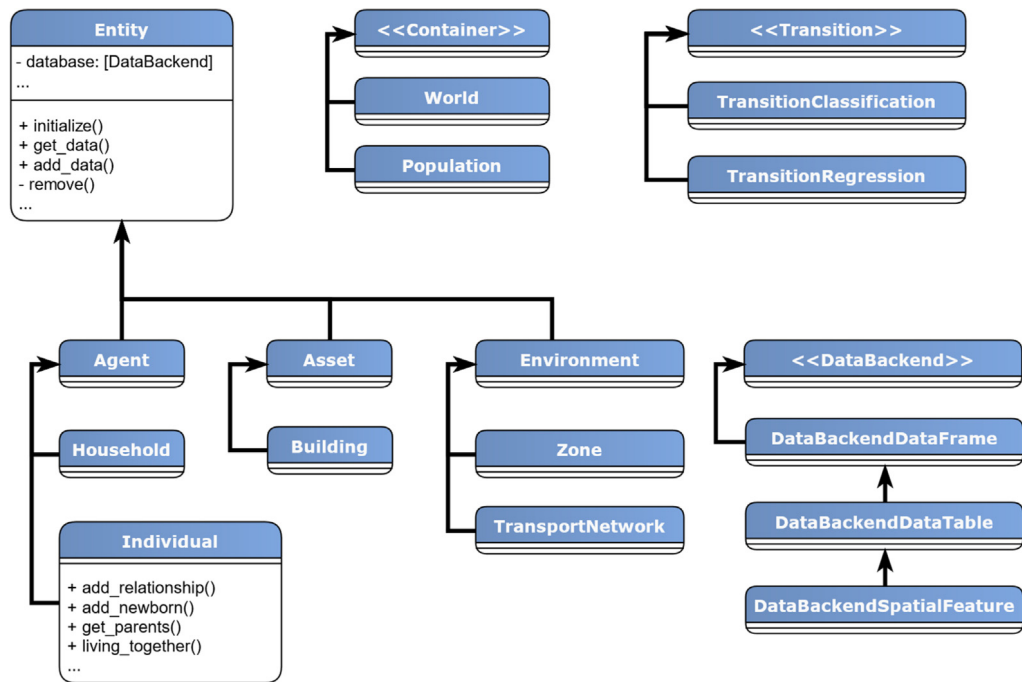 Entity
- database: [DataBackend]
...
+ initialize()
+ get_data()
+ add_data()
- remove()
...
<<Container>>
World
Population
<<Transition>>
TransitionClassification
TransitionRegression
Agent
Household
Individual
+ add_relationship()
+ add_newborn()
+ get_parents()
+ living_together()
...
Asset
Building
Environment
Zone
TransportNetwork
<<DataBackend>>
DataBackendDataFrame
DataBackendDataTable
DataBackendSpatialFeature